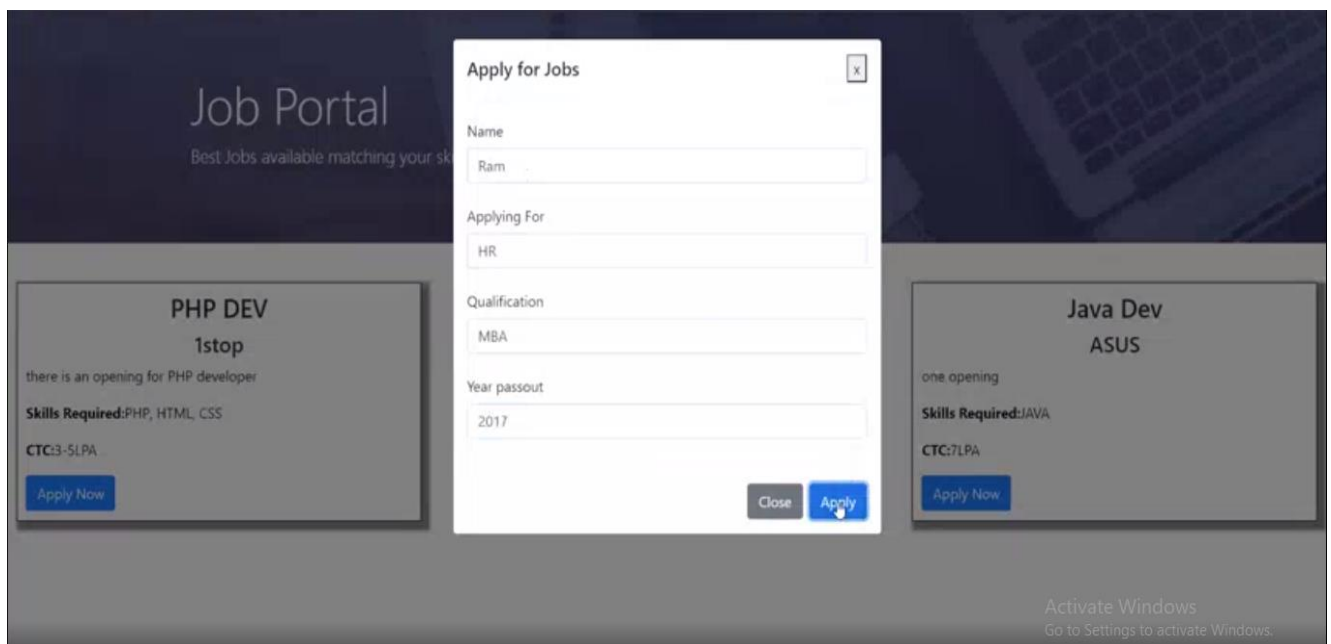 Job Portal
Best Jobs available matching your sk
Apply for Jobs
x
Name
Ram
Applying For
HR
Qualification
MBA
Year passout
2017
Close Apply
PHP DEV
1stop
there is an opening for PHP developer
Skills Required:PHP, HTML, CSS
CTC:3-5LPA
Apply Now
Java Dev
ASUS
one opening
Skills Required:JAVA
CTC:7LPA
Apply Now
Activate Windows
Go to Settings to activate Windows.